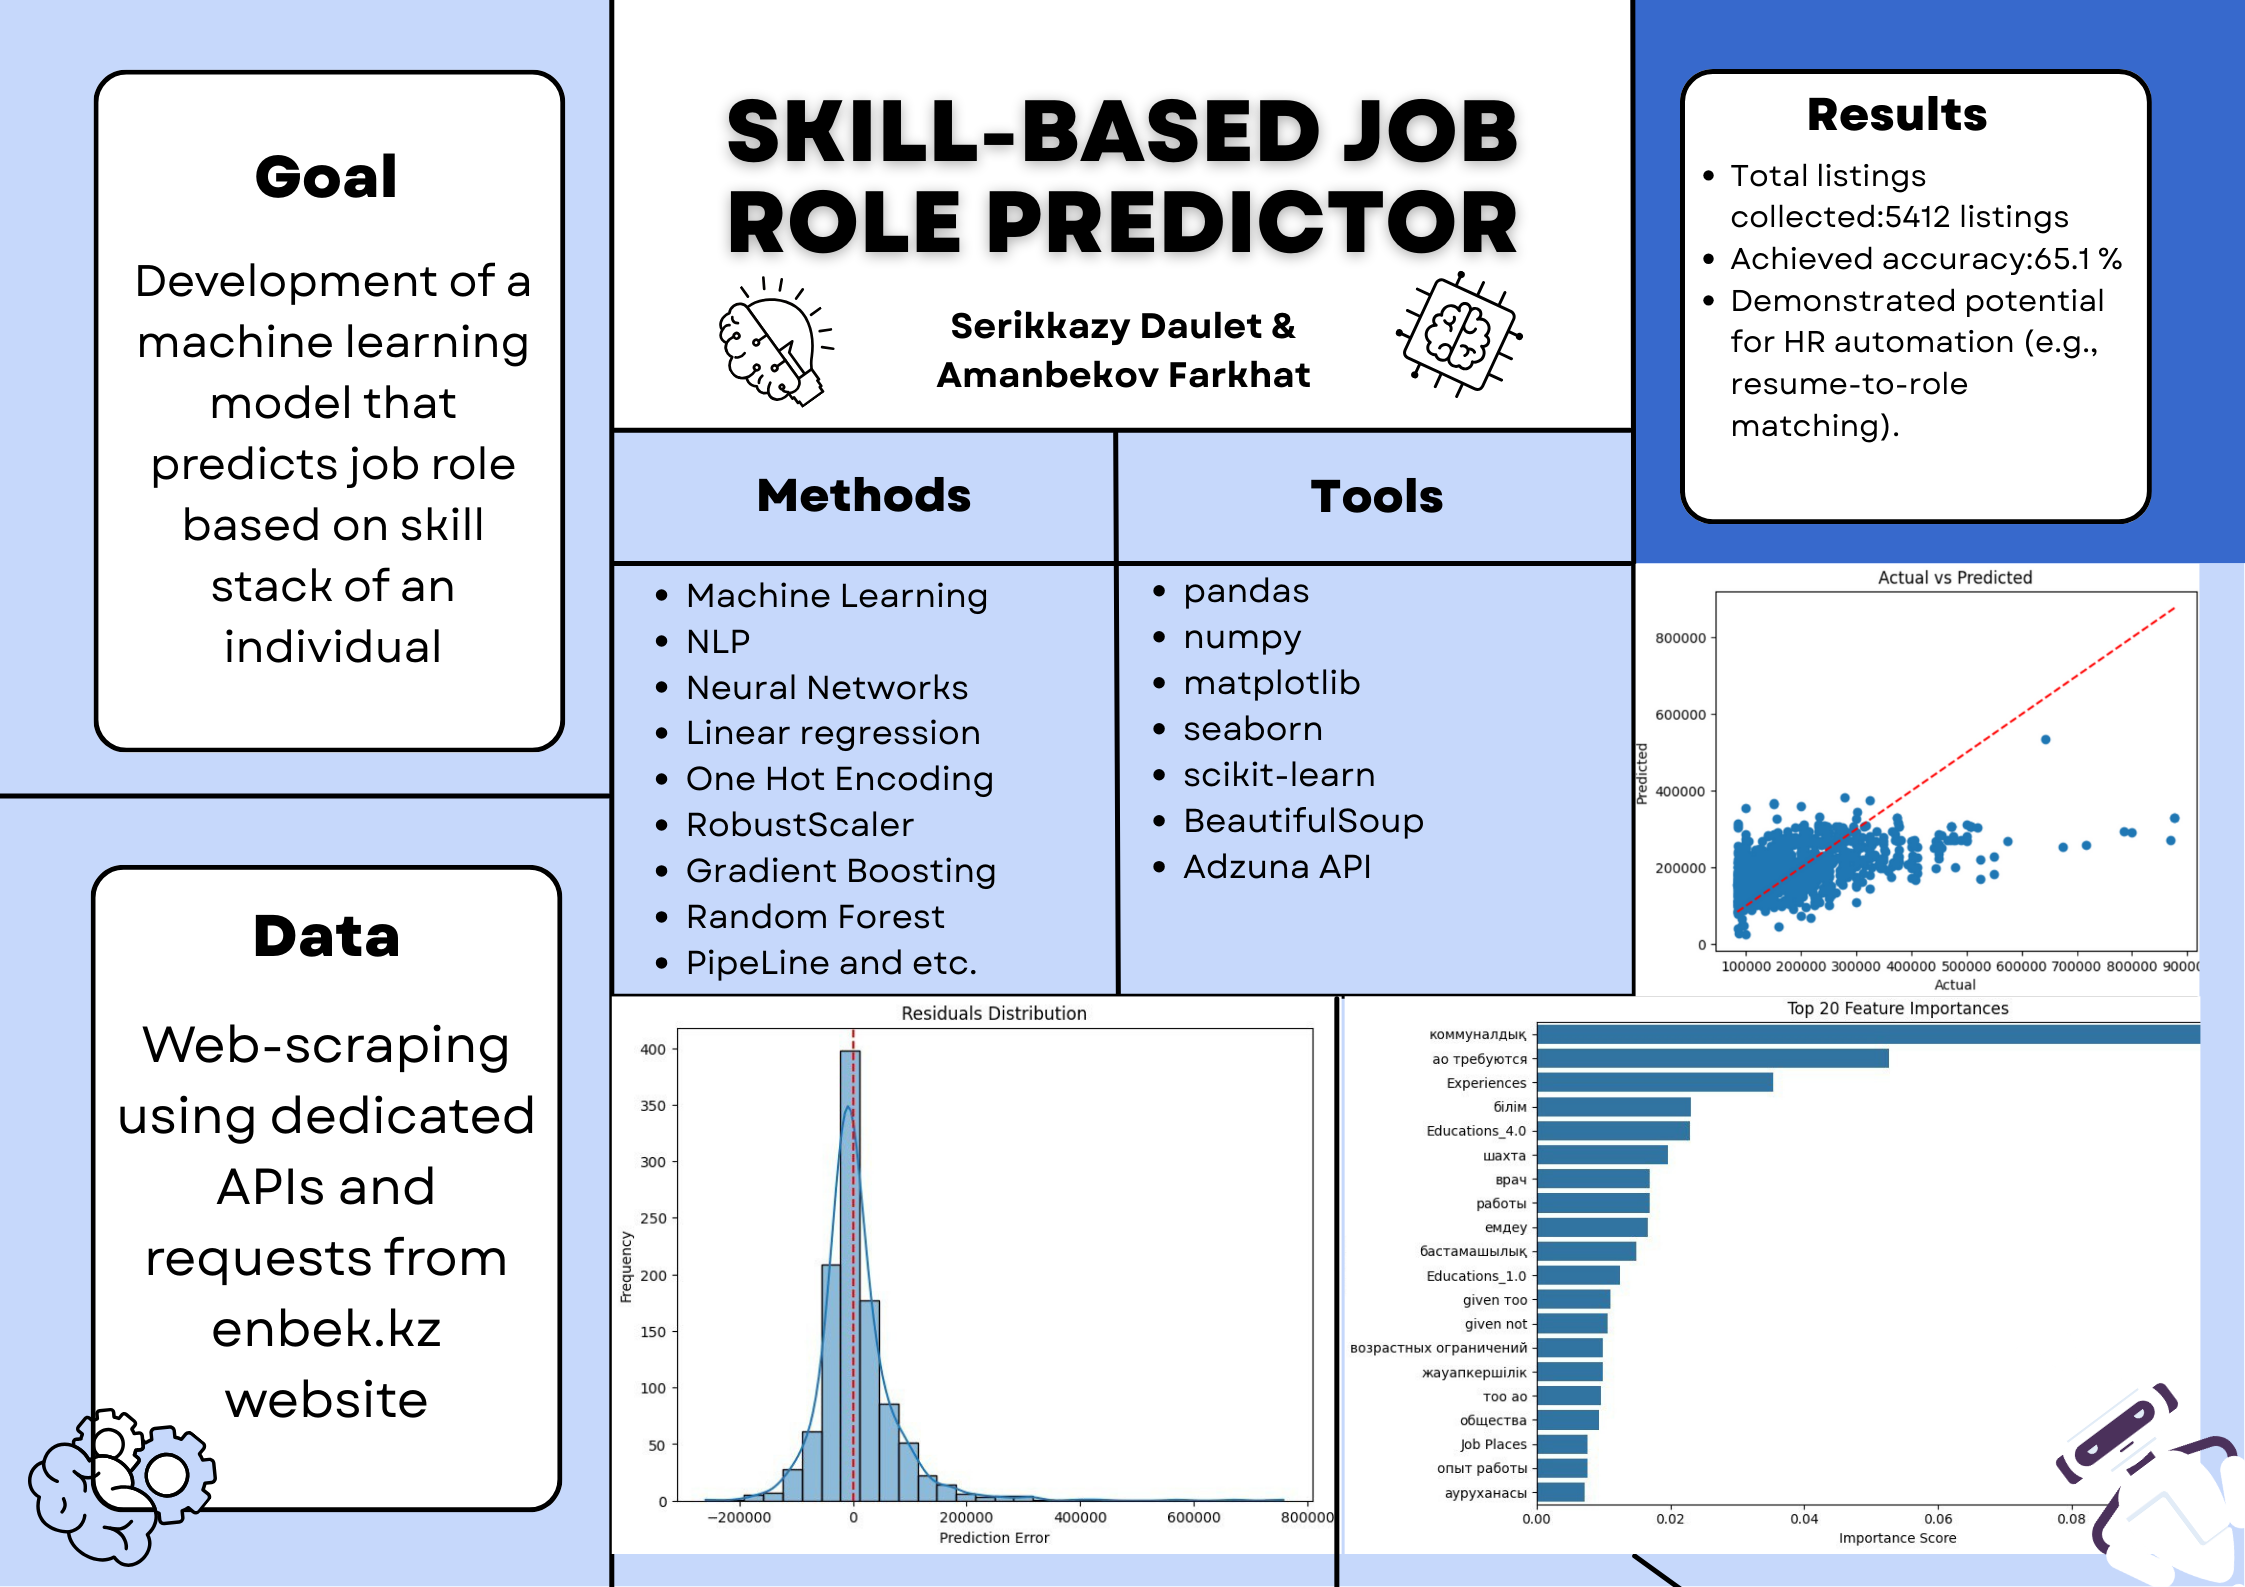 Goal
Development of a
machine learning
model that
predicts job role
based on skill
stack of an
individual
Data
Web-scraping
using dedicated
APIs and
requests from
enbek.kz
website
SKILL-BASED JOB
ROLE PREDICTOR
Serikkazy Daulet &
Amanbekov Farkhat
Methods
• Machine Learning
• NLP
• Neural Networks
• Linear regression
• One Hot Encoding
• RobustScaler
• Gradient Boosting
• Random Forest
• PipeLine and etc.
Tools
• pandas
• numpy
• matplotlib
• seaborn
• scikit-learn
• BeautifulSoup
• Adzuna API
Results
• Total listings
collected:5412 listings
• Achieved accuracy:65.1 %
• Demonstrated potential
for HR automation (e.g.,
resume-to-role
matching).
Actual vs Predicted
Predicted
800000
600000
400000
200000
0
100000 200000 300000 400000 500000 600000 700000 800000 90000
Actual
Residuals Distribution
Frequency
400
350
300
250
200
150
100
50
0
−200000 0 200000 400000 600000 800000
Prediction Error
Top 20 Feature Importances
коммуналдық
ао требуются
Experiences
білім
Educations_4.0
шахта
врач
работы
емдеу
бастамашылық
Educations_1.0
given тоо
given not
возрастных ограничений
жауапкершілік
тоо ао
общества
Job Places
опыт работы
ауруханасы
0.00 0.02 0.04 0.06 0.08
Importance Score